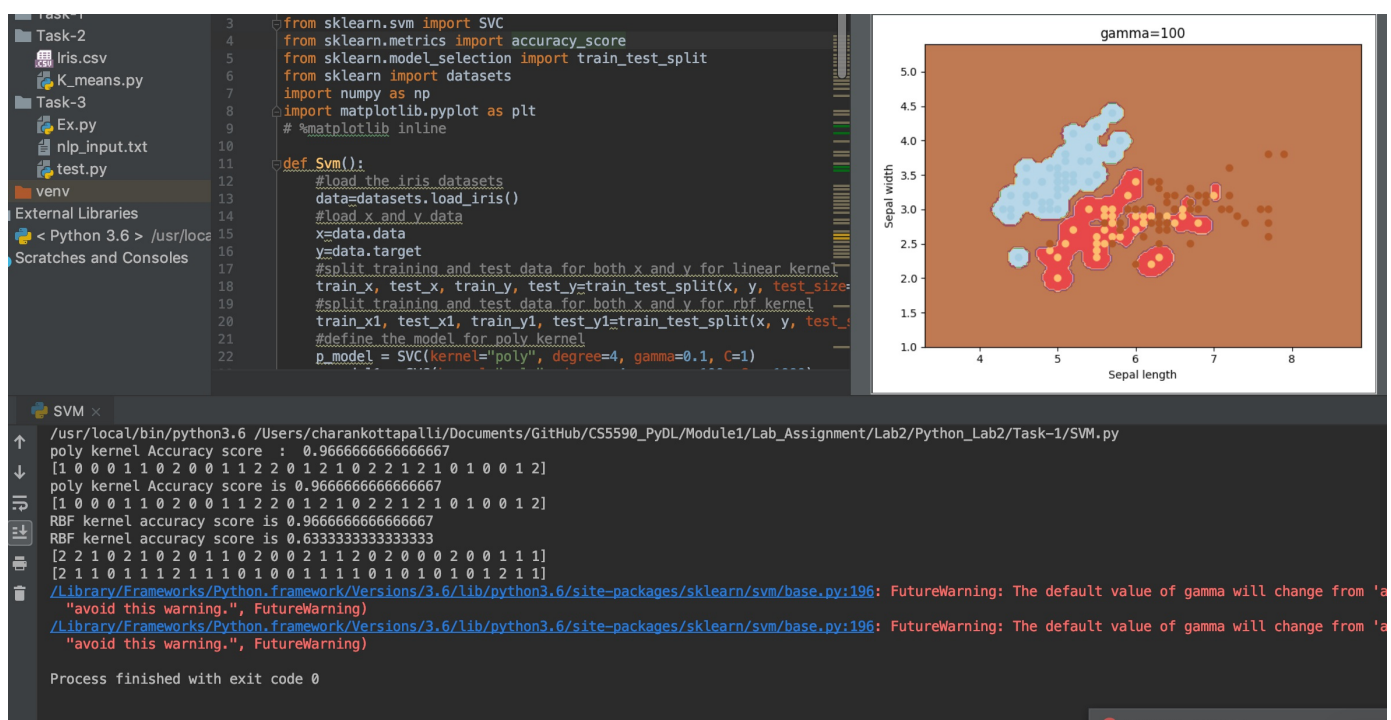 Task-1
Task-2
Iris.csv
K_means.py
Task-3
Ex.py
nlp_input.txt
test.py
venv
External Libraries
< Python 3.6 > /usr/loca
Scratches and Consoles
3 from sklearn.svm import SVC
4 from sklearn.metrics import accuracy_score
5 from sklearn.model_selection import train_test_split
6 from sklearn import datasets
7 import numpy as np
8 import matplotlib.pyplot as plt
9 # %matplotlib inline
10
11 def Svm():
12 #load the iris datasets
13 data=datasets.load_iris()
14 #load x and y data
15 x=data.data
16 y=data.target
17 #split training and test data for both x and y for linear kernel
18 train_x, test_x, train_y, test_y=train_test_split(x, y, test_size=
19 #split training and test data for both x and y for rbf kernel
20 train_x1, test_x1, train_y1, test_y1=train_test_split(x, y, test_s
21 #define the model for poly kernel
22 p_model = SVC(kernel="poly", degree=4, gamma=0.1, C=1)
gamma=100
5.0
4.5
4.0
3.5
3.0
2.5
2.0
1.5
1.0
Sepal width
4 5 6 7 8
Sepal length
SVM
/usr/local/bin/python3.6 /Users/charankottapalli/Documents/GitHub/CS5590_PyDL/Module1/Lab_Assignment/Lab2/Python_Lab2/Task-1/SVM.py
poly kernel Accuracy score : 0.9666666666666667
[1 0 0 0 1 1 0 2 0 0 1 1 2 2 0 1 2 1 0 2 2 1 2 1 0 1 0 0 1 2]
poly kernel Accuracy score is 0.9666666666666667
[1 0 0 0 1 1 0 2 0 0 1 1 2 2 0 1 2 1 0 2 2 1 2 1 0 1 0 0 1 2]
RBF kernel accuracy score is 0.9666666666666667
RBF kernel accuracy score is 0.6333333333333333
[2 2 1 0 2 1 0 2 0 1 1 0 2 0 0 2 1 1 2 0 2 0 0 0 2 0 0 1 1 1]
[2 1 1 0 1 1 1 2 1 1 1 0 1 0 0 1 1 1 1 0 1 0 1 0 1 0 1 2 1 1]
/Library/Frameworks/Python.framework/Versions/3.6/lib/python3.6/site-packages/sklearn/svm/base.py:196: FutureWarning: The default value of gamma will change from 'a
"avoid this warning.", FutureWarning)
/Library/Frameworks/Python.framework/Versions/3.6/lib/python3.6/site-packages/sklearn/svm/base.py:196: FutureWarning: The default value of gamma will change from 'a
"avoid this warning.", FutureWarning)
Process finished with exit code 0